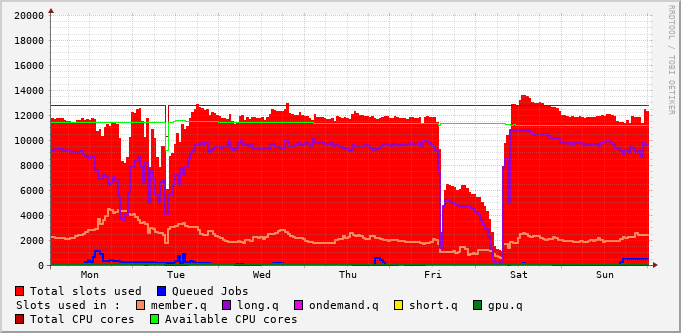 20000
18000
16000
14000
12000
10000
8000
6000
4000
2000
0
Mon Tue Wed Thu Fri Sat Sun
Total slots used Queued Jobs
Slots used in : member.q long.q ondemand.q short.q gpu.q
Total CPU cores Available CPU cores
RRDTOOL / TOBI OETIKER